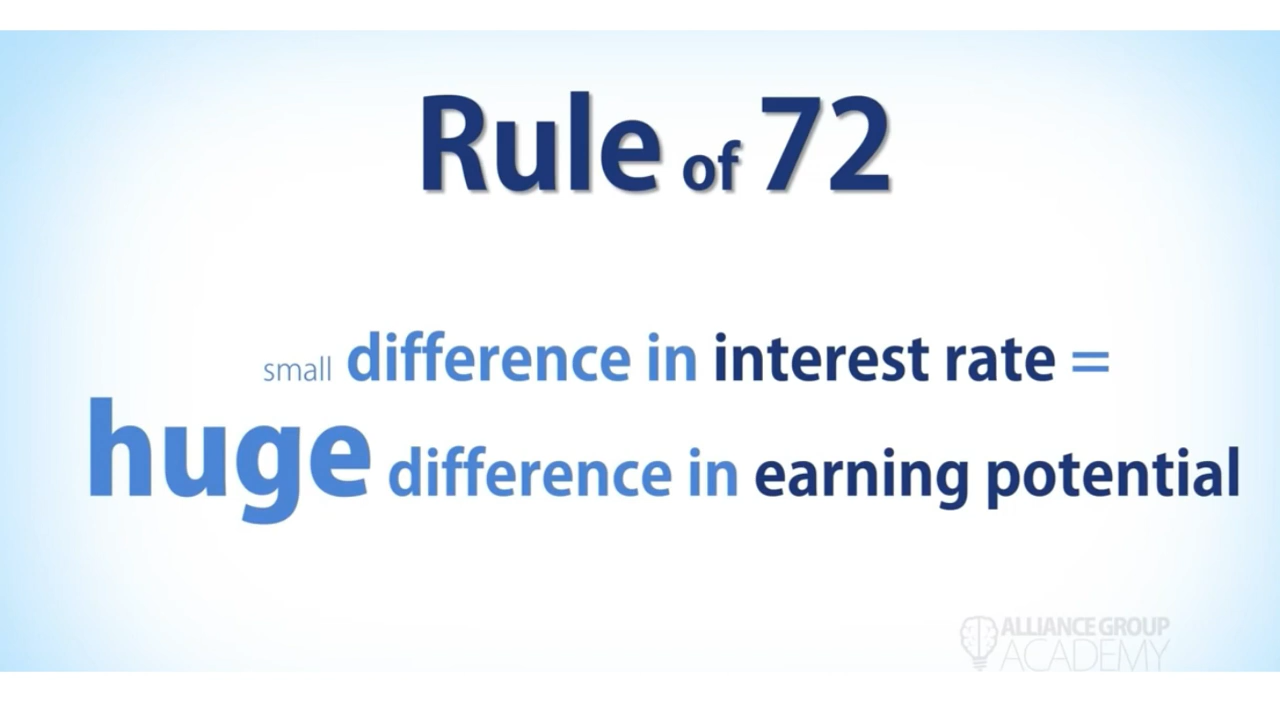 Rule of 72
small difference in interest rate =
huge difference in earning potential
ALLIANCE GROUP
ACADEMY